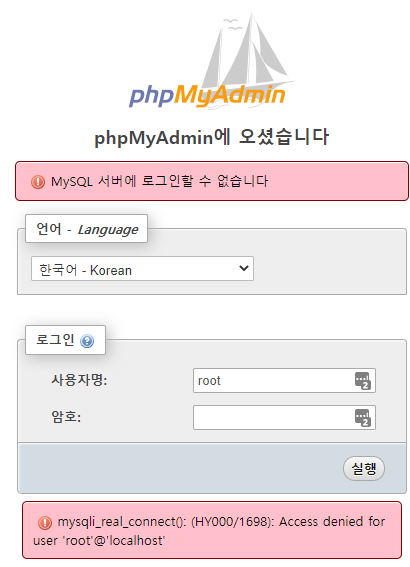 phpMyAdmin
phpMyAdmin에 오셨습니다
MySQL 서버에 로그인할 수 없습니다
언어 - Language
한국어 - Korean
로그인
사용자명:
root
2
암호:
2
실행
mysqli_real_connect(): (HY000/1698): Access denied for
user 'root'@'localhost'